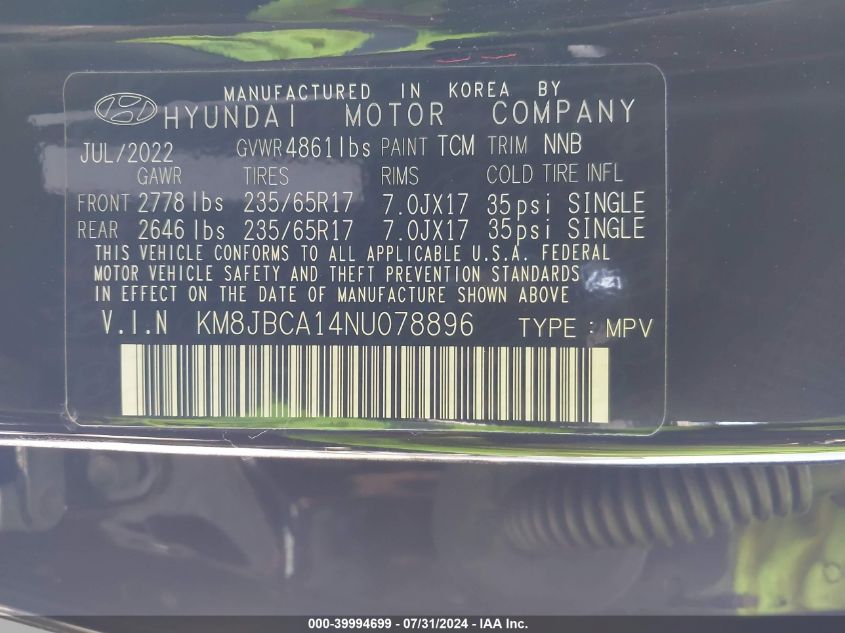 MANUFACTURED IN KOREA BY
HYUNDAI MOTOR COMPANY
JUL/2022 GVWR 4861lbs PAINT TCM TRIM NNB
GAWR TIRES RIMS COLD TIRE INFL
FRONT 2778 lbs 235/65R17 7.0JX17 35psi SINGLE
REAR 2646 lbs 235/65R17 7.0JX17 35psi SINGLE
THIS VEHICLE CONFORMS TO ALL APPLICABLE U.S.A. FEDERAL
MOTOR VEHICLE SAFETY AND THEFT PREVENTION STANDARDS
IN EFFECT ON THE DATE OF MANUFACTURE SHOWN ABOVE
V.I.N KM8JBCA14NU078896 TYPE : MPV
000-39994699 - 07/31/2024 - IAA Inc.